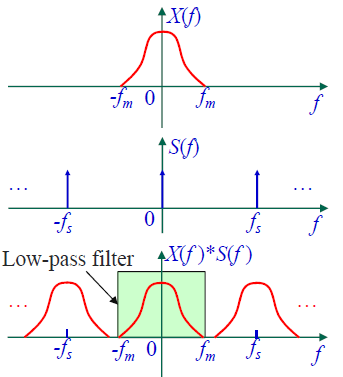 X(f)
-fm 0 fm f
S(f)
... ...
-fs 0 fs f
X(f)*S(f)
Low-pass filter
... ...
-fs -fm 0 fm fs f